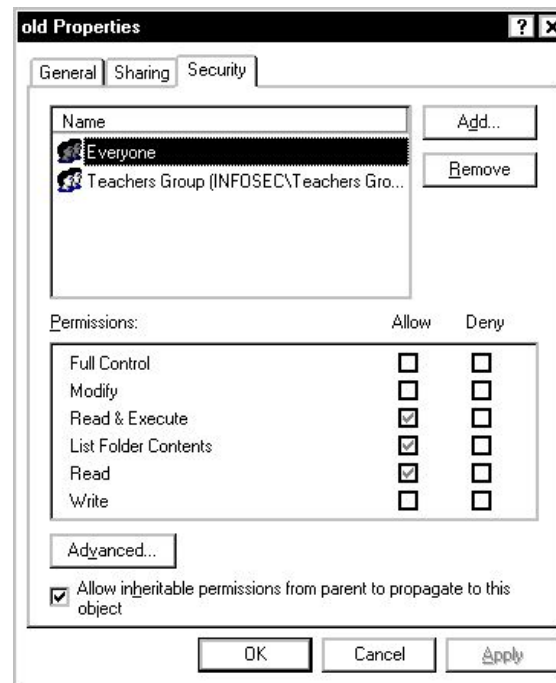 old Properties
?
General Sharing Security
Name
Add...
Everyone
Remove
Teachers Group (INFOSEC\Teachers Gro...
Permissions: Allow Deny
Full Control
Modify
Read & Execute
List Folder Contents
Read
Write
Advanced...
Allow inheritable permissions from parent to propagate to this
object
OK Cancel Apply